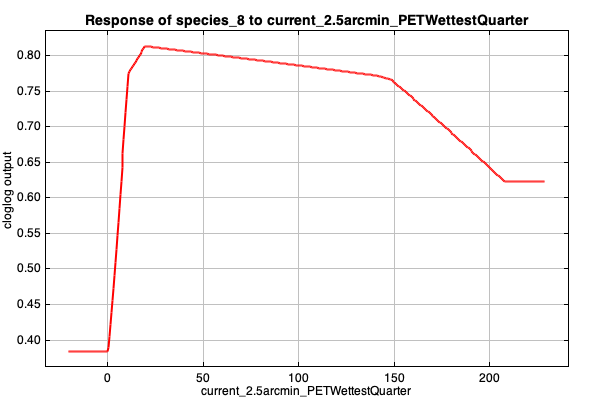 Response of species_8 to current_2.5arcmin_PETWettestQuarter
0.80
0.75
0.70
0.65
0.60
0.55
0.50
0.45
0.40
cloglog output
0 50 100 150 200
current_2.5arcmin_PETWettestQuarter